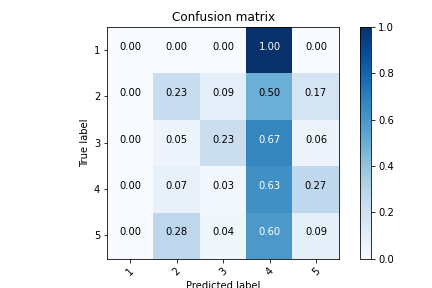 Confusion matrix
1 0.00 0.00 0.00 1.00 0.00
2 0.00 0.23 0.09 0.50 0.17
3 0.00 0.05 0.23 0.67 0.06
4 0.00 0.07 0.03 0.63 0.27
5 0.00 0.28 0.04 0.60 0.09
1 2 3 4 5
True label
Predicted label
1.0
0.8
0.6
0.4
0.2
0.0